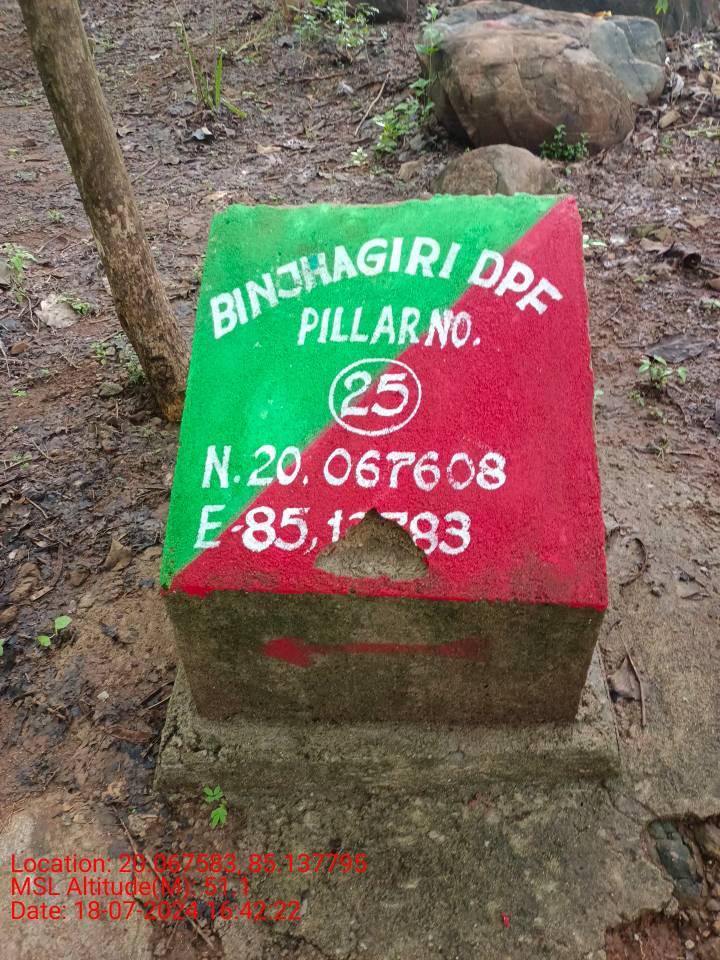 BINJHAGIRI DPF
PILLAR NO.
25
N. 20. 067608
E-85,
Location: 20.067583, 85.137795
MSL Altitude(M): 51.1
Date: 18-07-2024 16:42:22